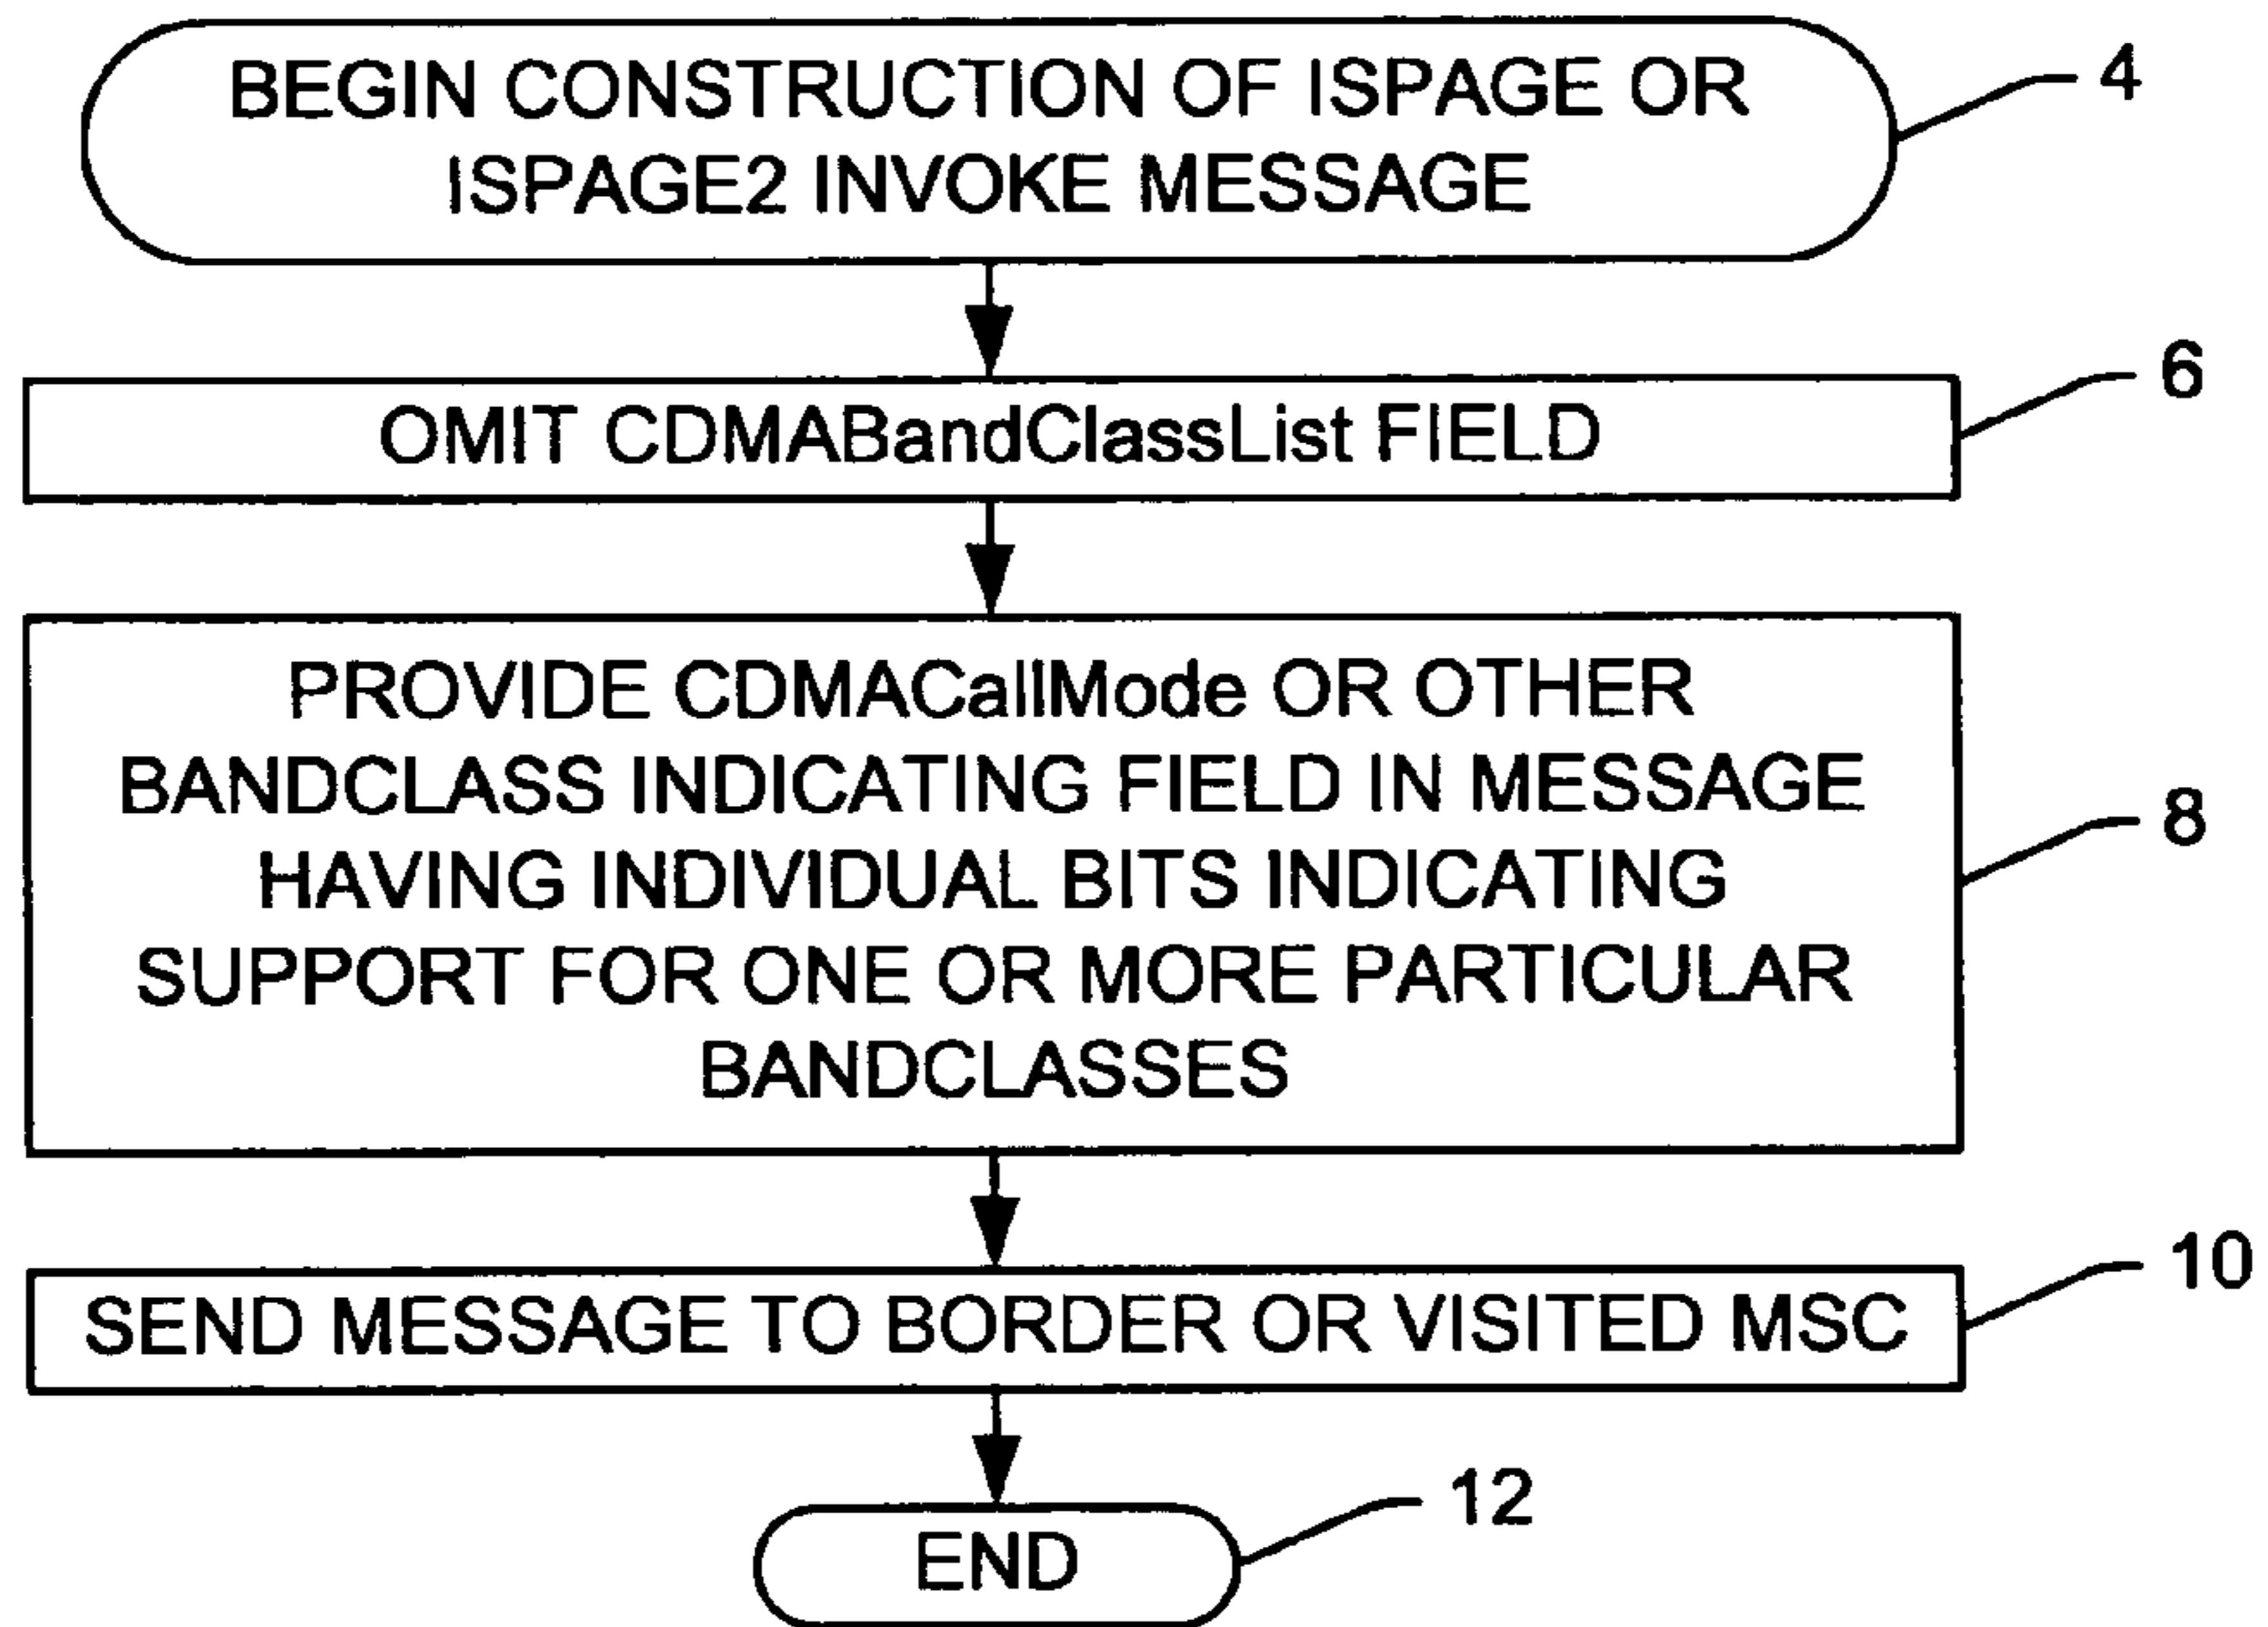 BEGIN CONSTRUCTION OF ISPAGE OR
ISPAGE2 INVOKE MESSAGE
4
OMIT CDMABandClassList FIELD
6
PROVIDE CDMACallMode OR OTHER
BANDCLASS INDICATING FIELD IN MESSAGE
HAVING INDIVIDUAL BITS INDICATING
SUPPORT FOR ONE OR MORE PARTICULAR
BANDCLASSES
8
SEND MESSAGE TO BORDER OR VISITED MSC
10
END
12